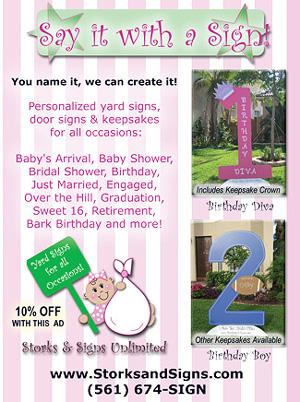 Say it with a Sign!
You name it, we can create it!
Personalized yard signs,
door signs & keepsakes
for all occasions:
Baby's Arrival, Baby Shower,
Bridal Shower, Birthday,
Just Married, Engaged,
Over the Hill, Graduation,
Sweet 16, Retirement,
Bark Birthday and more!
BIRTHDAY
DIVA
Includes Keepsake Crown
Birthday Diva
Other Keepsakes Available
Birthday Boy
Yard Signs
For all
Occasions!
10% OFF
WITH THIS AD
Storks & Signs Unlimited
www.StorksandSigns.com
(561) 674-SIGN